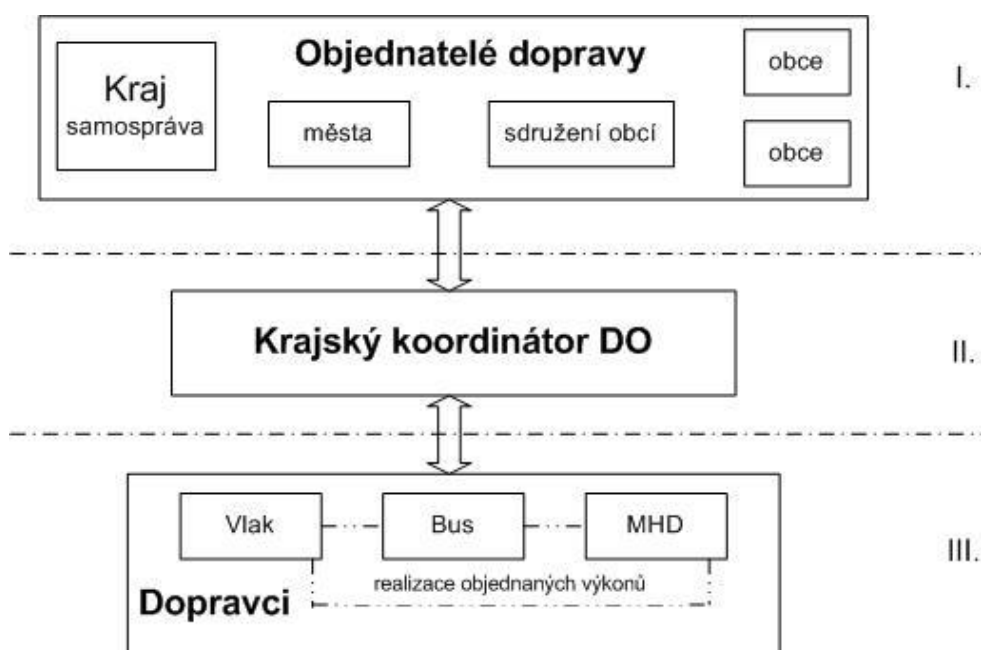 Objednatelé dopravy
Kraj
samospráva
města
sdružení obcí
obce
obce
I.
Krajský koordinátor DO
II.
Vlak
Bus
MHD
realizace objednaných výkonů
Dopravci
III.